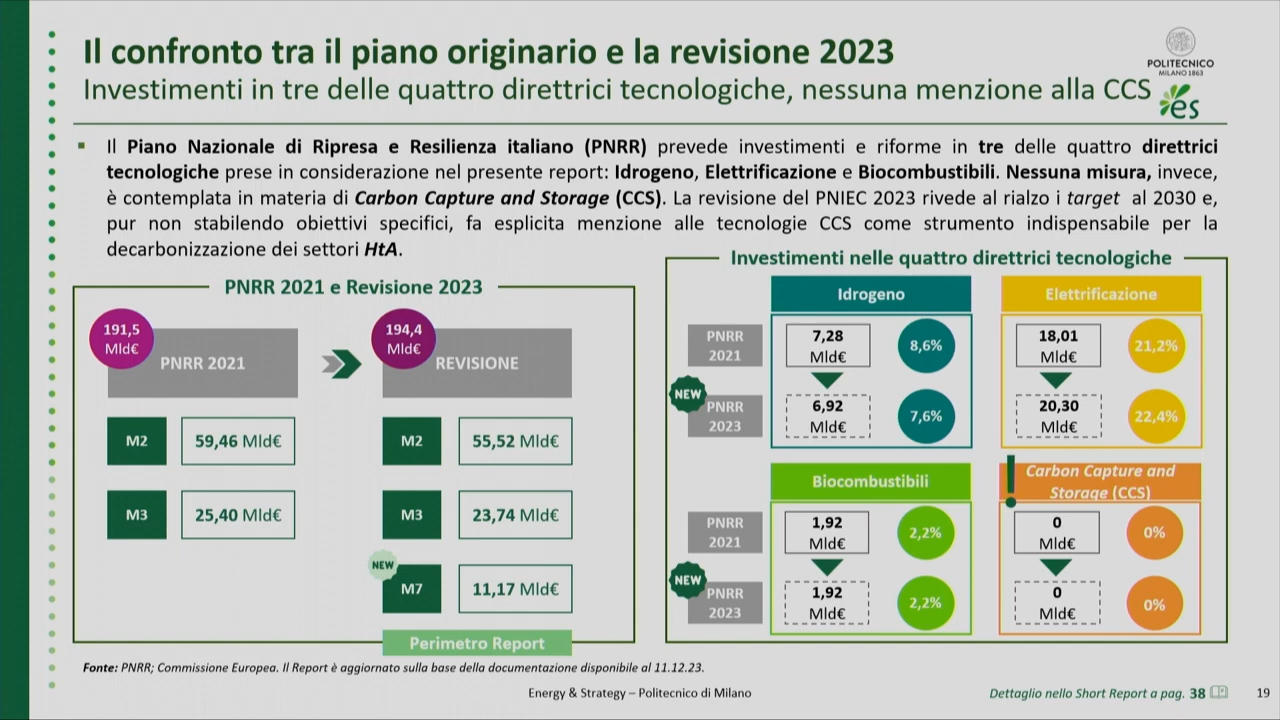 Il confronto tra il piano originario e la revisione 2023
Investimenti in tre delle quattro direttrici tecnologiche, nessuna menzione alla CCS
POLITECNICO
MILANO 1863
es
▪ Il Piano Nazionale di Ripresa e Resilienza italiano (PNRR) prevede investimenti e riforme in tre delle quattro direttrici
tecnologiche prese in considerazione nel presente report: Idrogeno, Elettrificazione e Biocombustibili. Nessuna misura, invece,
è contemplata in materia di Carbon Capture and Storage (CCS). La revisione del PNIEC 2023 rivede al rialzo i target al 2030 e,
pur non stabilendo obiettivi specifici, fa esplicita menzione alle tecnologie CCS come strumento indispensabile per la
decarbonizzazione dei settori HtA.
PNRR 2021 e Revisione 2023
191,5
Mld€
PNRR 2021
194,4
Mld€
REVISIONE
M2
59,46 Mld€
M2
55,52 Mld€
M3
25,40 Mld€
M3
23,74 Mld€
NEW
M7
11,17 Mld€
Perimetro Report
Investimenti nelle quattro direttrici tecnologiche
Idrogeno
Elettrificazione
PNRR
2021
7,28
Mld€
8,6%
18,01
Mld€
21,2%
NEW
PNRR
2023
6,92
Mld€
7,6%
20,30
Mld€
22,4%
Biocombustibili
!
Carbon Capture and
Storage (CCS)
PNRR
2021
1,92
Mld€
2,2%
0
Mld€
0%
NEW
PNRR
2023
1,92
Mld€
2,2%
0
Mld€
0%
Fonte: PNRR; Commissione Europea. Il Report è aggiornato sulla base della documentazione disponibile al 11.12.23.
Energy & Strategy – Politecnico di Milano
Dettaglio nello Short Report a pag. 38
19